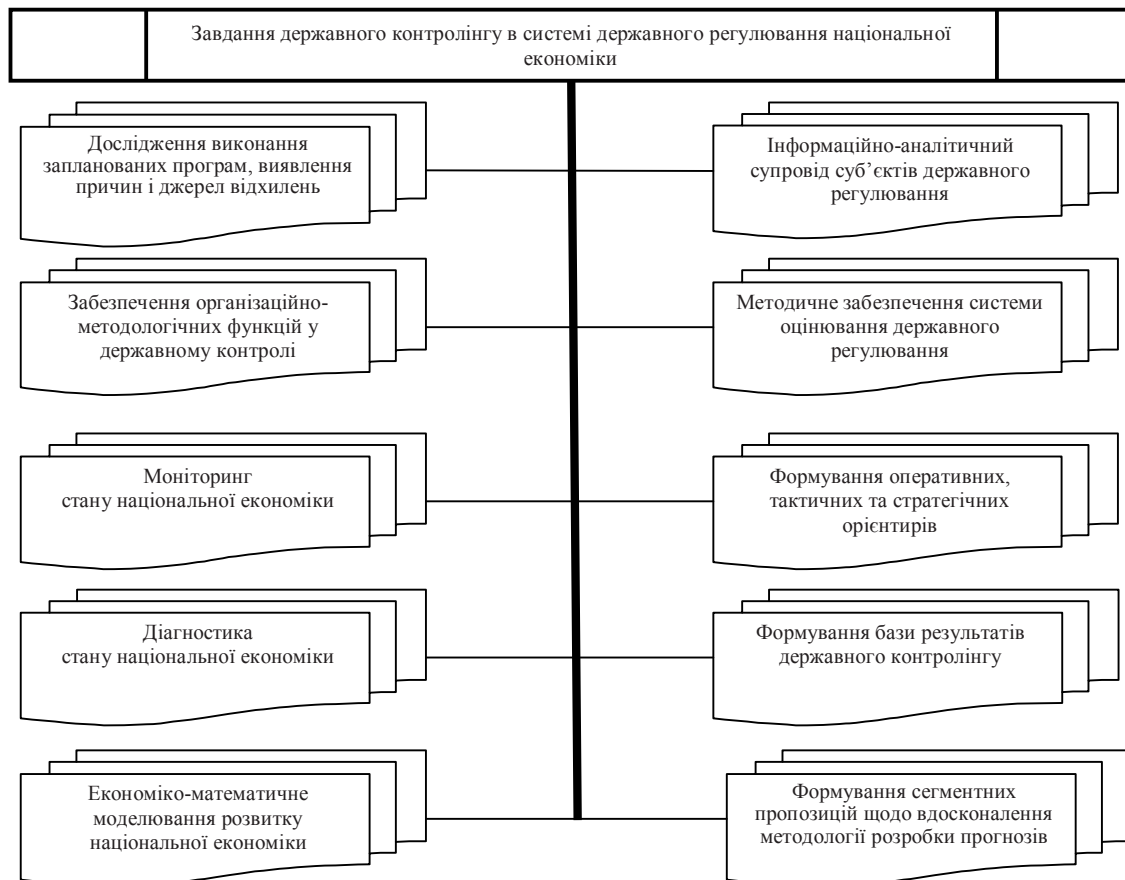 Завдання державного контролінгу в системі державного регулювання національної
економіки
Дослідження виконання
запланованих програм, виявлення
причин і джерел відхилень
Інформаційно-аналітичний
супровід суб’єктів державного
регулювання
Забезпечення організаційно-
методологічних функцій у
державному контролі
Методичне забезпечення системи
оцінювання державного
регулювання
Моніторинг
стану національної економіки
Формування оперативних,
тактичних та стратегічних
орієнтирів
Діагностика
стану національної економіки
Формування бази результатів
державного контролінгу
Економіко-математичне
моделювання розвитку
національної економіки
Формування сегментних
пропозицій щодо вдосконалення
методології розробки прогнозів